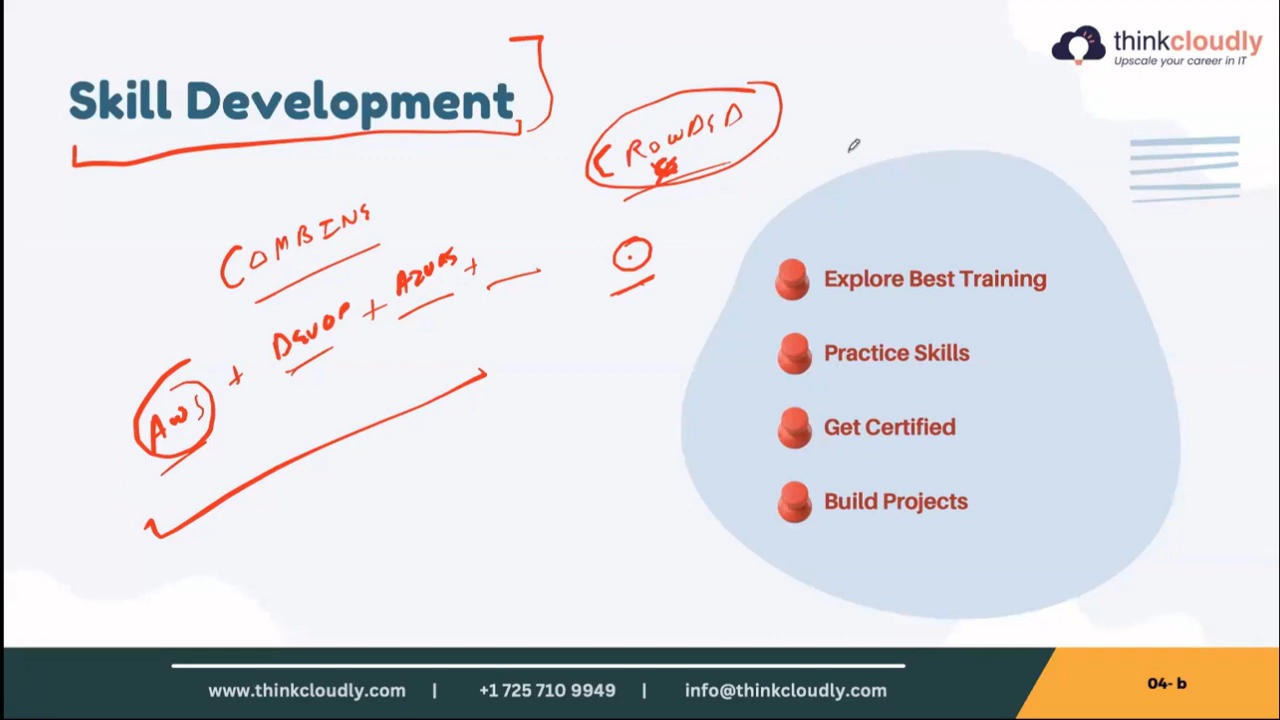 thinkcloudly
Upscale your career in IT
Skill Development
CROWDED
COMBINE
AWS + DEVOP + AZURE +
Explore Best Training
Practice Skills
Get Certified
Build Projects
www.thinkcloudly.com | +1 725 710 9949 | info@thinkcloudly.com
04- b